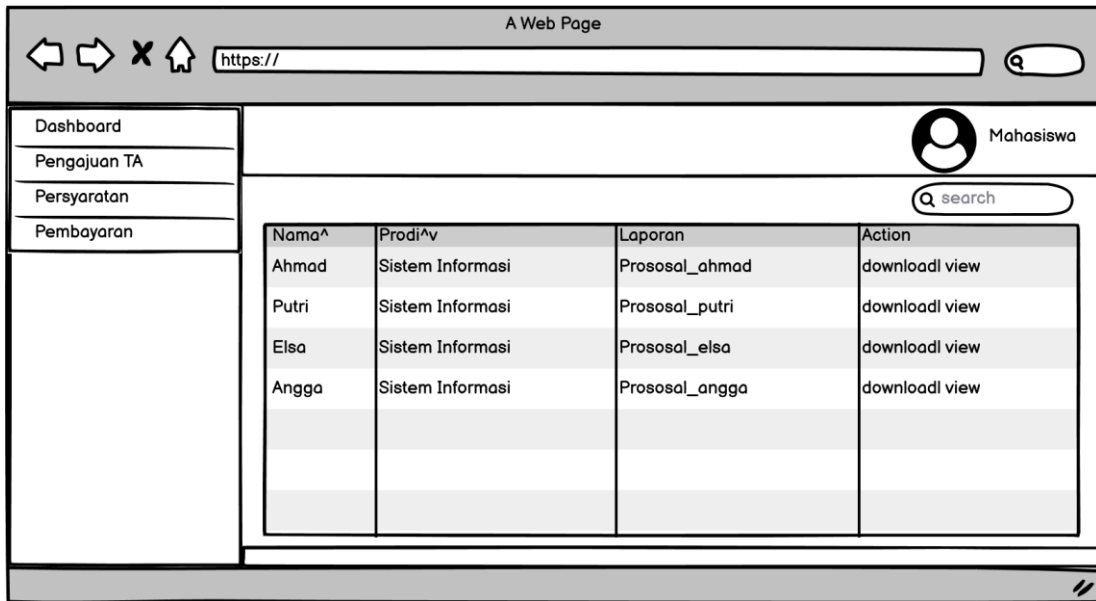 A Web Page
https://
Dashboard
Pengajuan TA
Persyaratan
Pembayaran
Mahasiswa
search
Nama^ Prodi^v Laporan Action
Ahmad Sistem Informasi Prososal_ahmad downloadl view
Putri Sistem Informasi Prososal_putri downloadl view
Elsa Sistem Informasi Prososal_elsa downloadl view
Angga Sistem Informasi Prososal_angga downloadl view